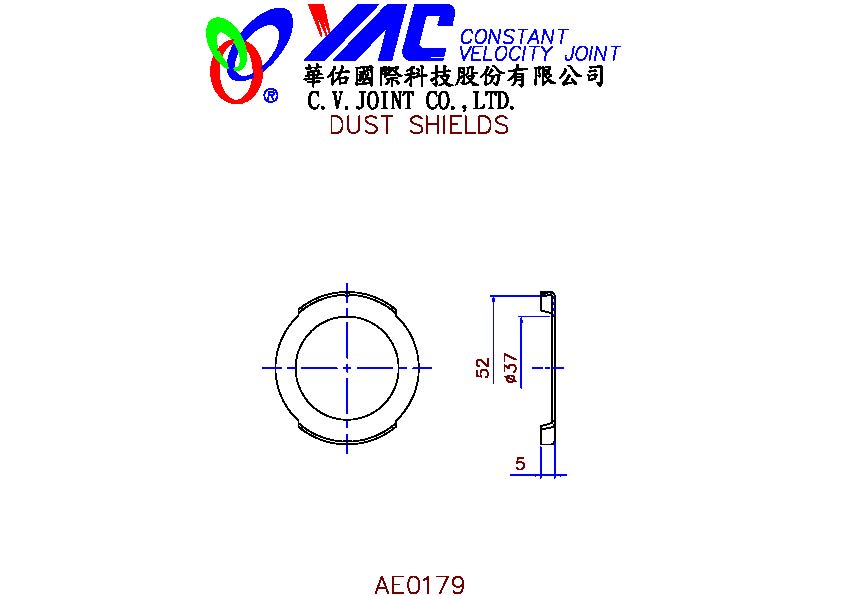 YAC CONSTANT
VELOCITY JOINT
®
華佑國際科技股份有限公司
C.V.JOINT CO.,LTD.
DUST SHIELDS
52
ø37
5
AE0179